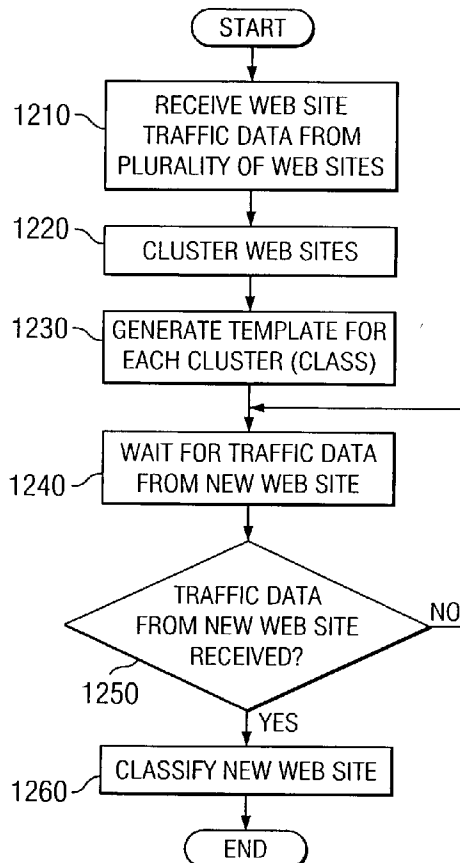 START
1210
RECEIVE WEB SITE
TRAFFIC DATA FROM
PLURALITY OF WEB SITES
1220
CLUSTER WEB SITES
1230
GENERATE TEMPLATE FOR
EACH CLUSTER (CLASS)
1240
WAIT FOR TRAFFIC DATA
FROM NEW WEB SITE
TRAFFIC DATA
FROM NEW WEB SITE
RECEIVED?
NO
1250
YES
1260
CLASSIFY NEW WEB SITE
END